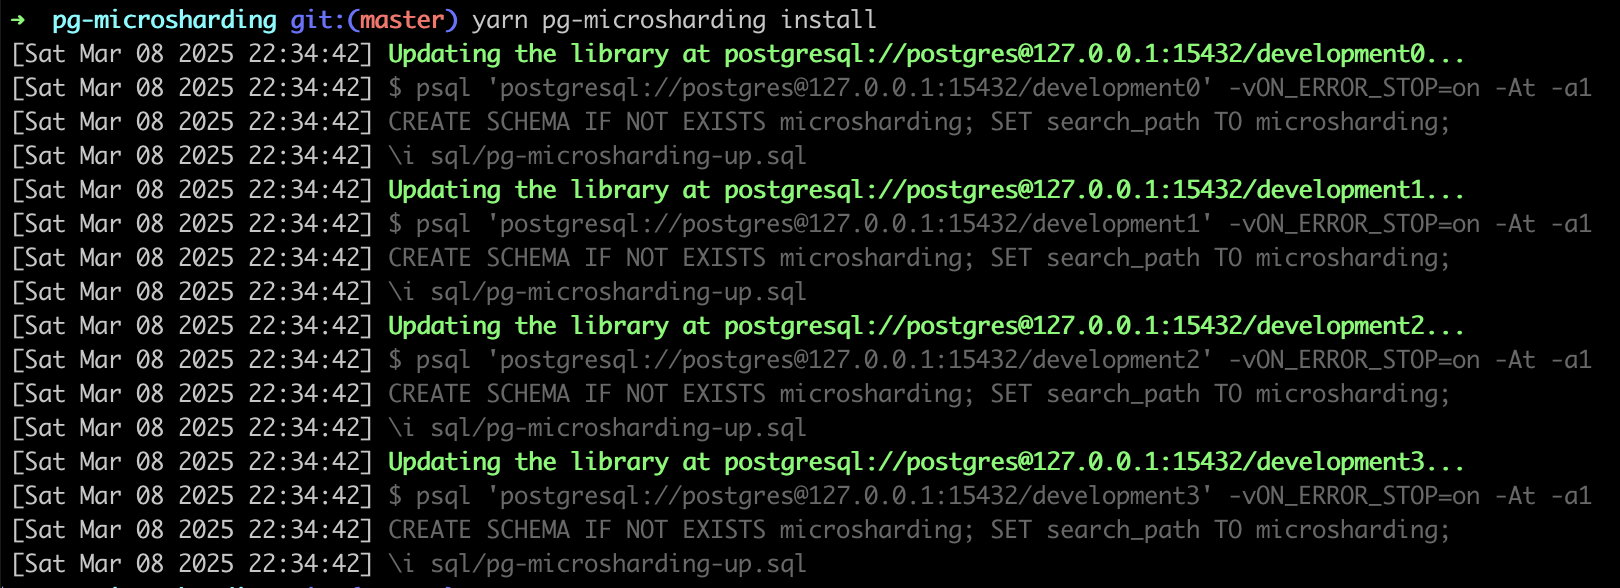 ➜  pg-microsharding git:(master) yarn pg-microsharding install
[Sat Mar 08 2025 22:34:42] Updating the library at postgresql://postgres@127.0.0.1:15432/development0...
[Sat Mar 08 2025 22:34:42] $ psql 'postgresql://postgres@127.0.0.1:15432/development0' -vON_ERROR_STOP=on -At -a1
[Sat Mar 08 2025 22:34:42] CREATE SCHEMA IF NOT EXISTS microsharding; SET search_path TO microsharding;
[Sat Mar 08 2025 22:34:42] \i sql/pg-microsharding-up.sql
[Sat Mar 08 2025 22:34:42] Updating the library at postgresql://postgres@127.0.0.1:15432/development1...
[Sat Mar 08 2025 22:34:42] $ psql 'postgresql://postgres@127.0.0.1:15432/development1' -vON_ERROR_STOP=on -At -a1
[Sat Mar 08 2025 22:34:42] CREATE SCHEMA IF NOT EXISTS microsharding; SET search_path TO microsharding;
[Sat Mar 08 2025 22:34:42] \i sql/pg-microsharding-up.sql
[Sat Mar 08 2025 22:34:42] Updating the library at postgresql://postgres@127.0.0.1:15432/development2...
[Sat Mar 08 2025 22:34:42] $ psql 'postgresql://postgres@127.0.0.1:15432/development2' -vON_ERROR_STOP=on -At -a1
[Sat Mar 08 2025 22:34:42] CREATE SCHEMA IF NOT EXISTS microsharding; SET search_path TO microsharding;
[Sat Mar 08 2025 22:34:42] \i sql/pg-microsharding-up.sql
[Sat Mar 08 2025 22:34:42] Updating the library at postgresql://postgres@127.0.0.1:15432/development3...
[Sat Mar 08 2025 22:34:42] $ psql 'postgresql://postgres@127.0.0.1:15432/development3' -vON_ERROR_STOP=on -At -a1
[Sat Mar 08 2025 22:34:42] CREATE SCHEMA IF NOT EXISTS microsharding; SET search_path TO microsharding;
[Sat Mar 08 2025 22:34:42] \i sql/pg-microsharding-up.sql